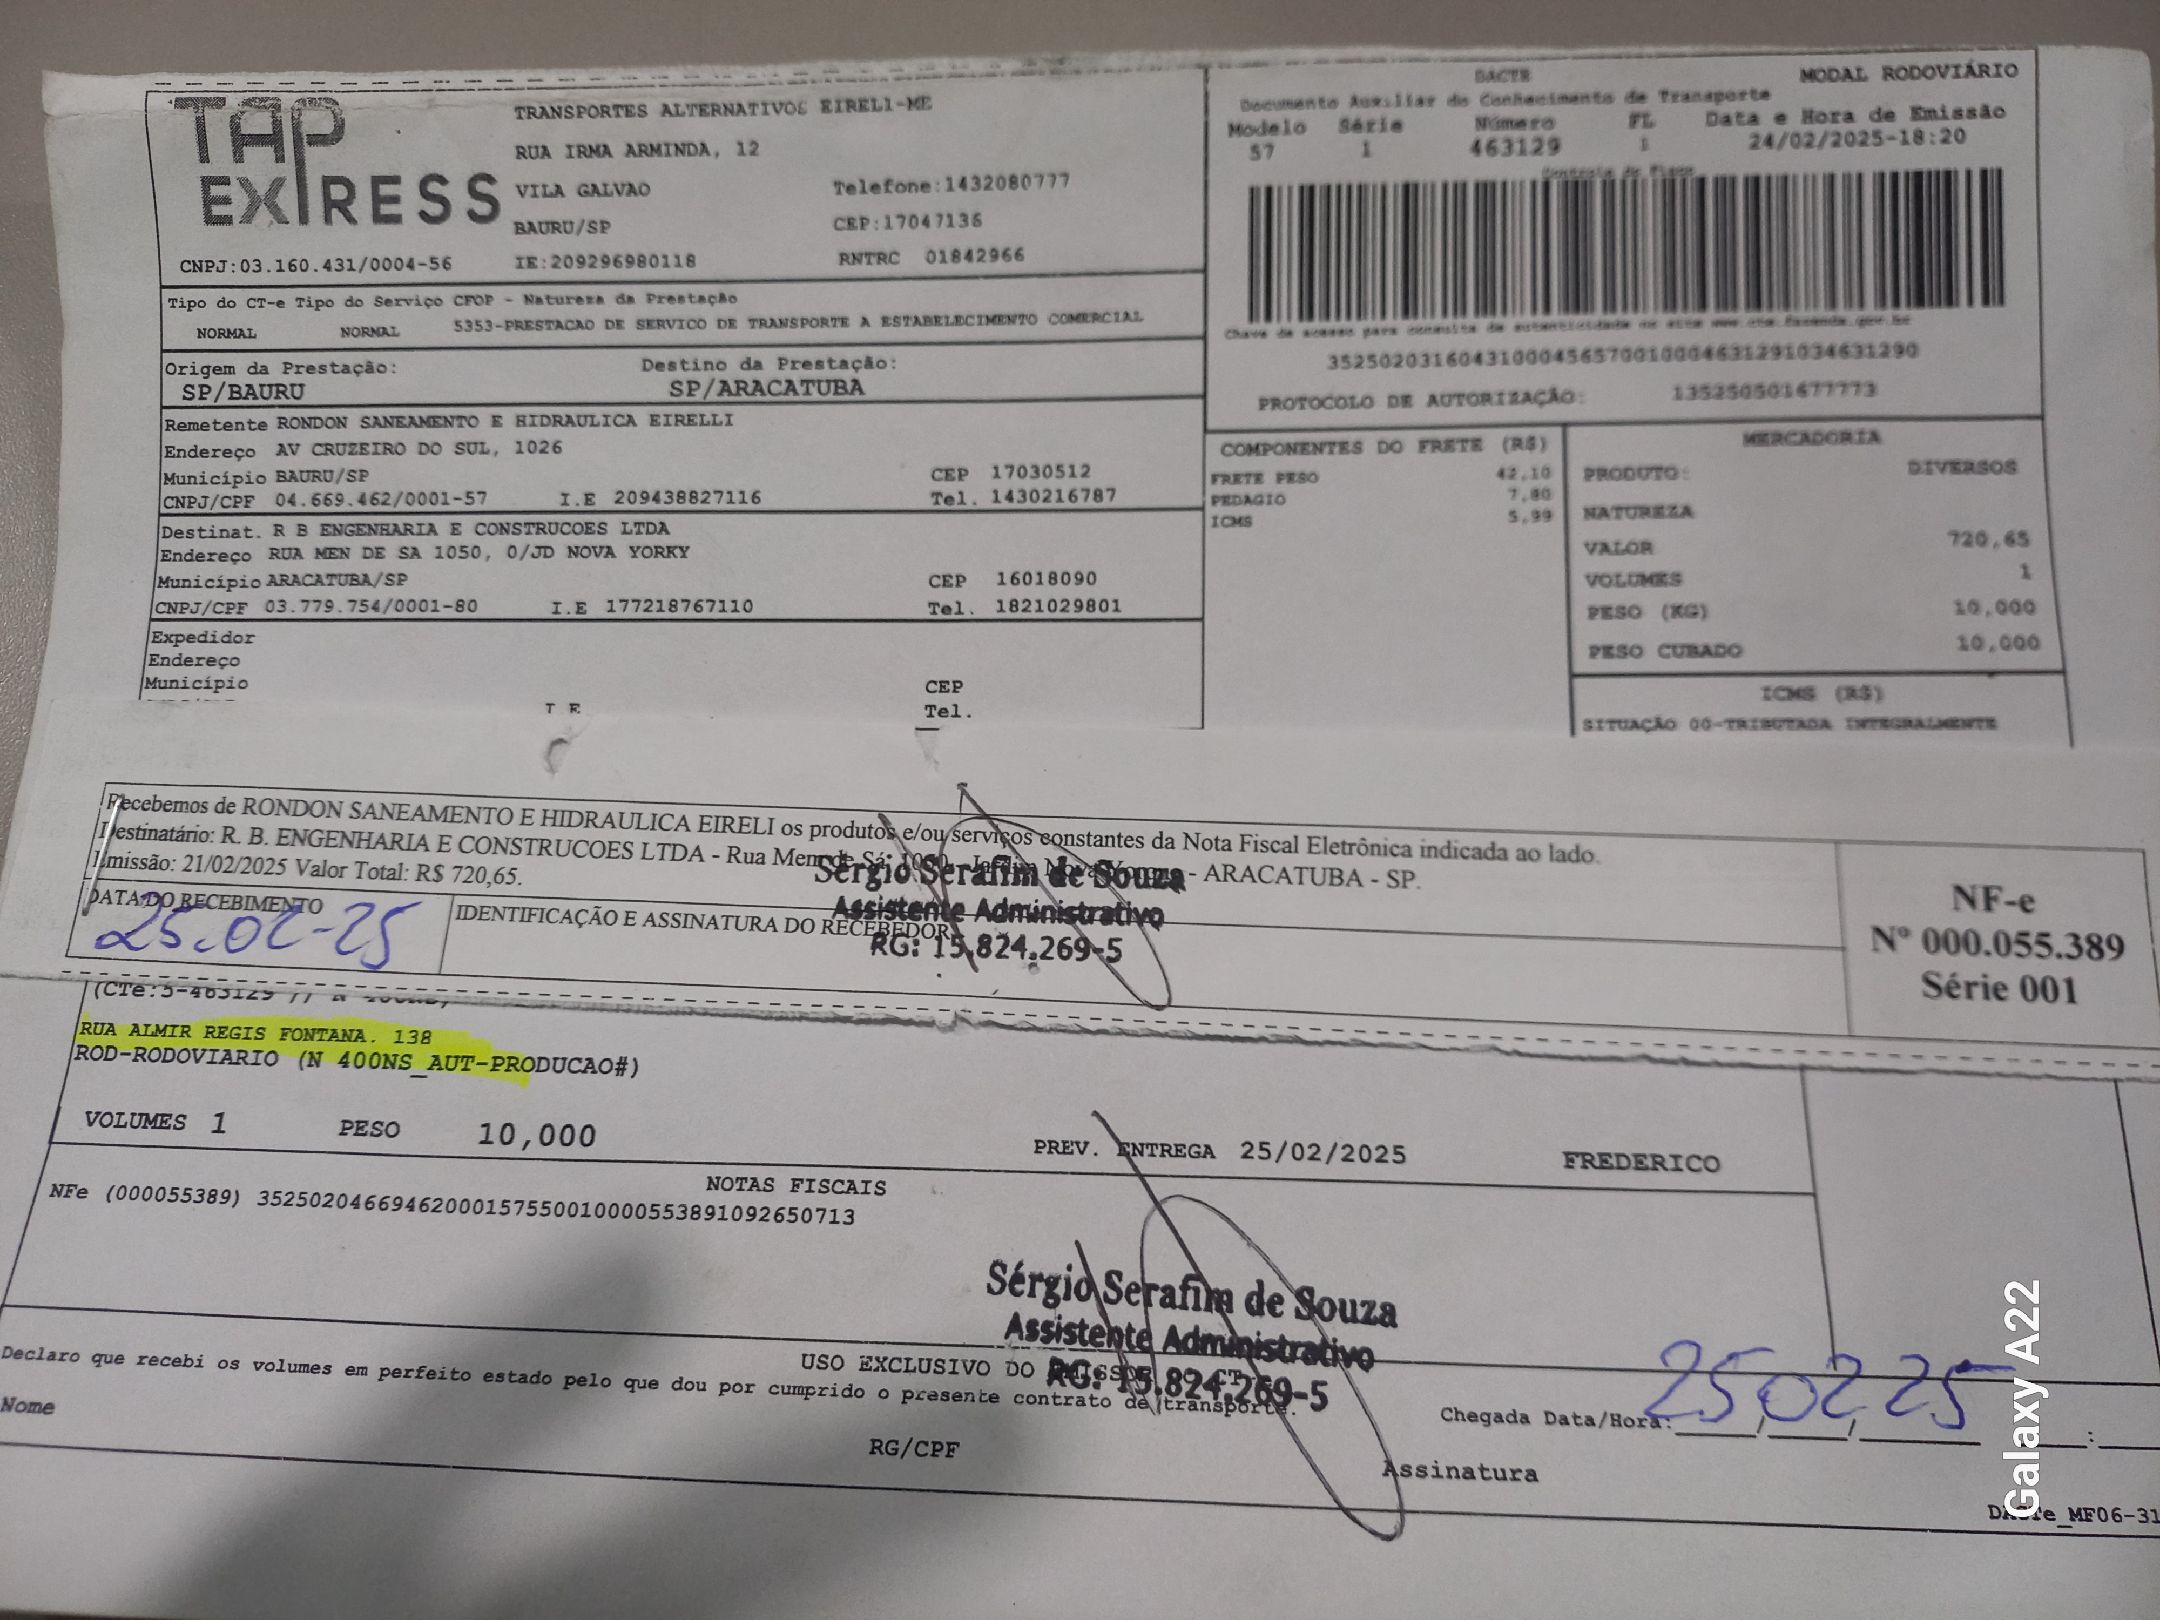 TAP EXPRESS
TRANSPORTES ALTERNATIVOS EIRELI-ME
RUA IRMA ARMINDA, 12
VILA GALVAO Telefone:1432080777
BAURU/SP CEP:17047136
CNPJ:03.160.431/0004-56 IE:209296980118 RNTRC 01842966
DACTE MODAL RODOVIÁRIO
Documento Auxiliar do Conhecimento de Transporte
Modelo Série Número FL Data e Hora de Emissão
57 1 463129 1 24/02/2025-18:20
Controle do Fisco
Chave de acesso para consulta de autenticidade no site www.cte.fazenda.gov.br
35250203160431000456570010004631291034631290
PROTOCOLO DE AUTORIZAÇÃO: 135250501677773
Tipo do CT-e Tipo do Serviço CFOP - Natureza da Prestação
NORMAL NORMAL 5353-PRESTACAO DE SERVICO DE TRANSPORTE A ESTABELECIMENTO COMERCIAL
Origem da Prestação: Destino da Prestação:
SP/BAURU SP/ARACATUBA
Remetente RONDON SANEAMENTO E HIDRAULICA EIRELLI
Endereço AV CRUZEIRO DO SUL, 1026
Município BAURU/SP CEP 17030512
CNPJ/CPF 04.669.462/0001-57 I.E 209438827116 Tel. 1430216787
Destinat. R B ENGENHARIA E CONSTRUCOES LTDA
Endereço RUA MEN DE SA 1050, 0/JD NOVA YORKY
Município ARACATUBA/SP CEP 16018090
CNPJ/CPF 03.779.754/0001-80 I.E 177218767110 Tel. 1821029801
Expedidor
Endereço
Município CEP
Tel.
COMPONENTES DO FRETE (R$)
FRETE PESO 42,10
PEDAGIO 7,80
ICMS 5,99
MERCADORIA
PRODUTO: DIVERSOS
NATUREZA
VALOR 720,65
VOLUMES 1
PESO (KG) 10,000
PESO CUBADO 10,000
ICMS (R$)
SITUAÇÃO 00-TRIBUTADA INTEGRALMENTE
Recebemos de RONDON SANEAMENTO E HIDRAULICA EIRELI os produtos e/ou serviços constantes da Nota Fiscal Eletrônica indicada ao lado.
Destinatário: R. B. ENGENHARIA E CONSTRUCOES LTDA - Rua Mem de Sá, - ARACATUBA - SP.
Emissão: 21/02/2025 Valor Total: R$ 720,65.
DATA DO RECEBIMENTO IDENTIFICAÇÃO E ASSINATURA DO RECEBEDOR
25.02-25
Sérgio Serafim de Souza
Assistente Administrativo
RG: 15.824.269-5
NF-e
Nº 000.055.389
Série 001
(CTe:5-463129 // N 400NS,
RUA ALMIR REGIS FONTANA. 138
ROD-RODOVIARIO (N 400NS_AUT-PRODUCAO#)
VOLUMES 1 PESO 10,000 PREV. ENTREGA 25/02/2025 FREDERICO
NOTAS FISCAIS
NFe (000055389) 35250204669462000157550010000553891092650713
Sérgio Serafim de Souza
Assistente Administrativo
RG: 15.824.269-5
USO EXCLUSIVO DO
Declaro que recebi os volumes em perfeito estado pelo que dou por cumprido o presente contrato de transporte.
Nome RG/CPF Assinatura
Chegada Data/Hora: 25/02/25 :
DACTe_MF06-31
Galaxy A22